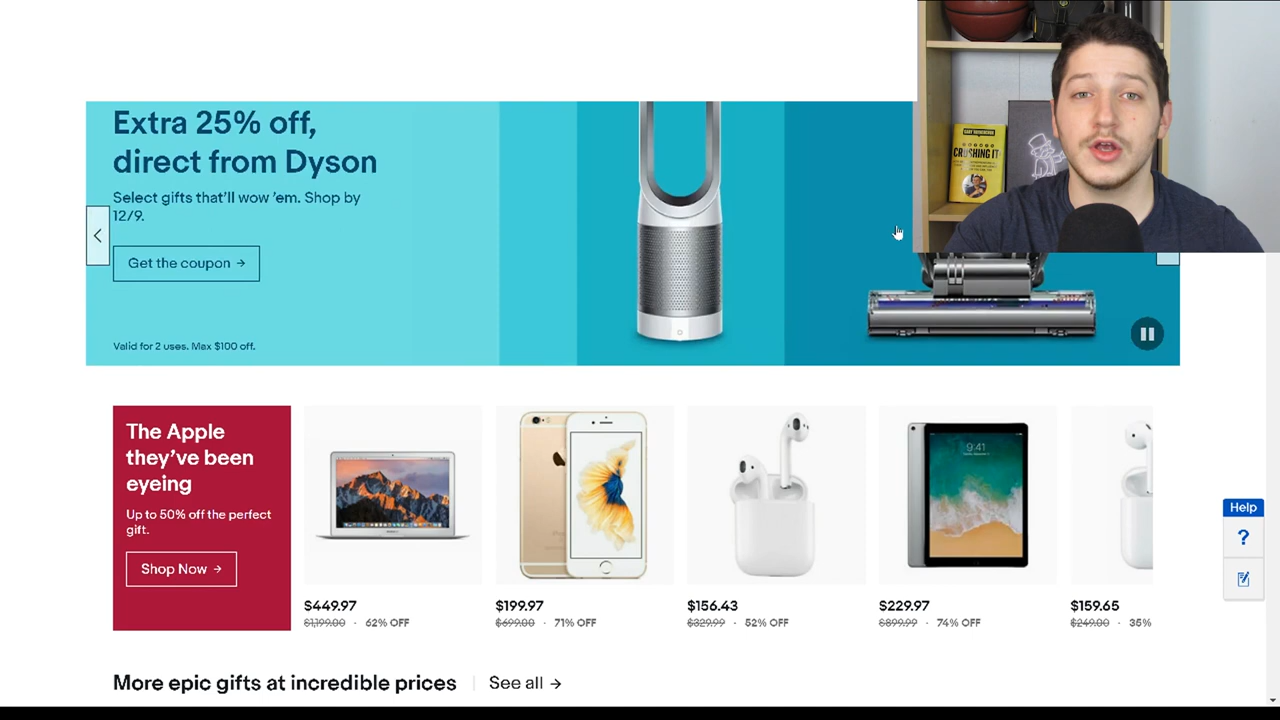 Extra 25% off,
direct from Dyson
Select gifts that'll wow 'em. Shop by
12/9.
Get the coupon →
Valid for 2 uses. Max $100 off.
CRUSHING IT
The Apple
they've been
eyeing
Up to 50% off the perfect
gift.
Shop Now →
9:41
$449.97
$1,199.00 · 62% OFF
$199.97
$699.00 · 71% OFF
$156.43
$329.99 · 52% OFF
$229.97
$899.99 · 74% OFF
$159.65
$249.00 · 35%
Help
?
More epic gifts at incredible prices
See all →